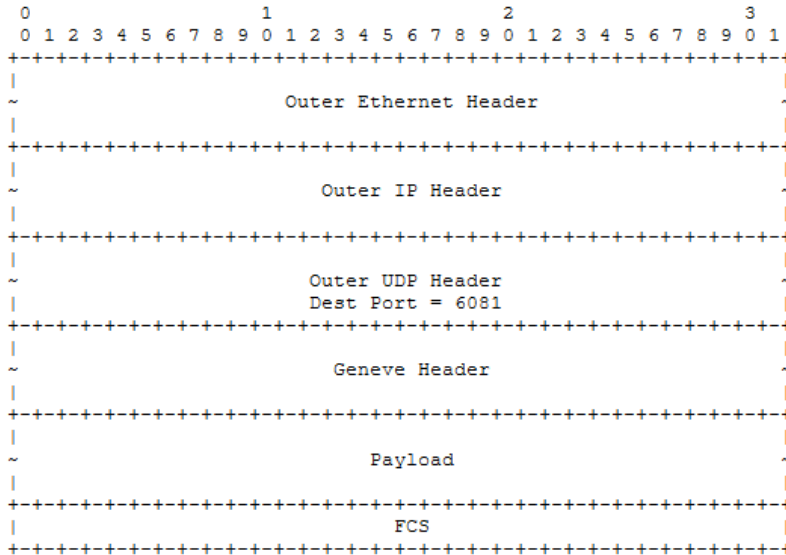 0                   1                   2                   3
0 1 2 3 4 5 6 7 8 9 0 1 2 3 4 5 6 7 8 9 0 1 2 3 4 5 6 7 8 9 0 1
+-+-+-+-+-+-+-+-+-+-+-+-+-+-+-+-+-+-+-+-+-+-+-+-+-+-+-+-+-+-+-+-+
|                                                               |
~                     Outer Ethernet Header                     ~
|                                                               |
+-+-+-+-+-+-+-+-+-+-+-+-+-+-+-+-+-+-+-+-+-+-+-+-+-+-+-+-+-+-+-+-+
|                                                               |
~                        Outer IP Header                        ~
|                                                               |
+-+-+-+-+-+-+-+-+-+-+-+-+-+-+-+-+-+-+-+-+-+-+-+-+-+-+-+-+-+-+-+-+
|                                                               |
~                       Outer UDP Header                        ~
|                       Dest Port = 6081                        |
+-+-+-+-+-+-+-+-+-+-+-+-+-+-+-+-+-+-+-+-+-+-+-+-+-+-+-+-+-+-+-+-+
|                                                               |
~                         Geneve Header                         ~
|                                                               |
+-+-+-+-+-+-+-+-+-+-+-+-+-+-+-+-+-+-+-+-+-+-+-+-+-+-+-+-+-+-+-+-+
|                                                               |
~                            Payload                            ~
|                                                               |
+-+-+-+-+-+-+-+-+-+-+-+-+-+-+-+-+-+-+-+-+-+-+-+-+-+-+-+-+-+-+-+-+
|                              FCS                              |
+-+-+-+-+-+-+-+-+-+-+-+-+-+-+-+-+-+-+-+-+-+-+-+-+-+-+-+-+-+-+-+-+